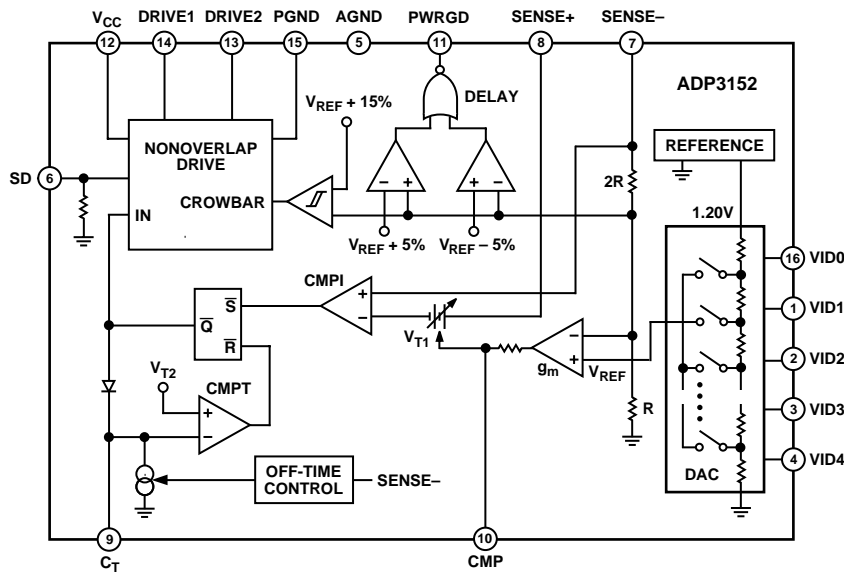 VCC DRIVE1 DRIVE2 PGND AGND PWRGD SENSE+ SENSE–
12 14 13 15 5 11 8 7
ADP3152
DELAY
VREF + 15%
REFERENCE
NONOVERLAP
DRIVE
SD 6
CROWBAR
IN
– + – +
2R
VREF + 5% VREF – 5%
1.20V
16 VID0
CMPI
+
–
S
Q
R
VT1
1 VID1
–
+
gm VREF
2 VID2
VT2
CMPT
+
–
R
3 VID3
OFF-TIME
CONTROL
SENSE–
4 VID4
DAC
9
CT
10
CMP